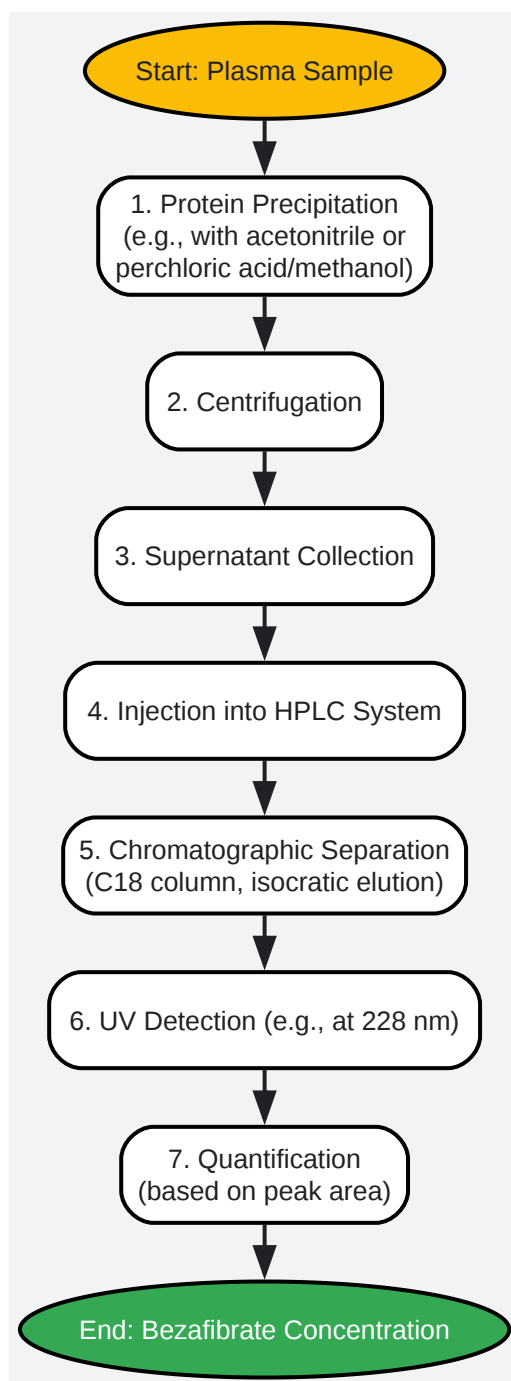 Start: Plasma Sample
1. Protein Precipitation
(e.g., with acetonitrile or
perchloric acid/methanol)
2. Centrifugation
3. Supernatant Collection
4. Injection into HPLC System
5. Chromatographic Separation
(C18 column, isocratic elution)
6. UV Detection (e.g., at 228 nm)
7. Quantification
(based on peak area)
End: Bezafibrate Concentration